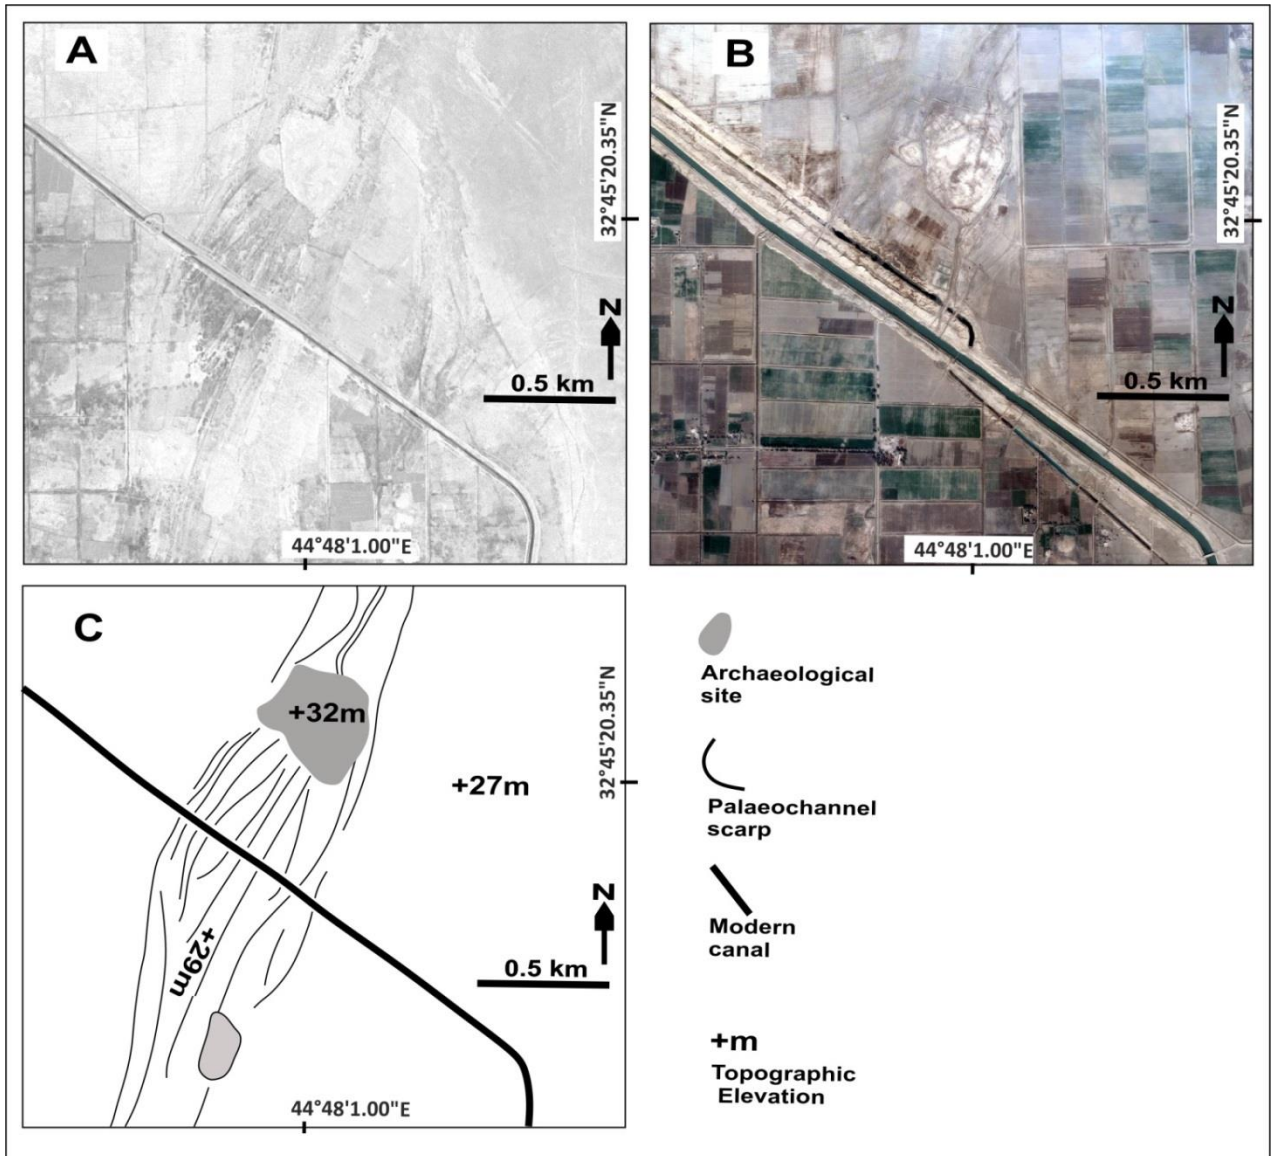 A
32°45'20.35"N
N
0.5 km
44°48'1.00"E
B
32°45'20.35"N
N
0.5 km
44°48'1.00"E
C
+32m
+27m
32°45'20.35"N
N
0.5 km
+29m
44°48'1.00"E
Archaeological
site
Palaeochannel
scarp
Modern
canal
+m
Topographic
Elevation